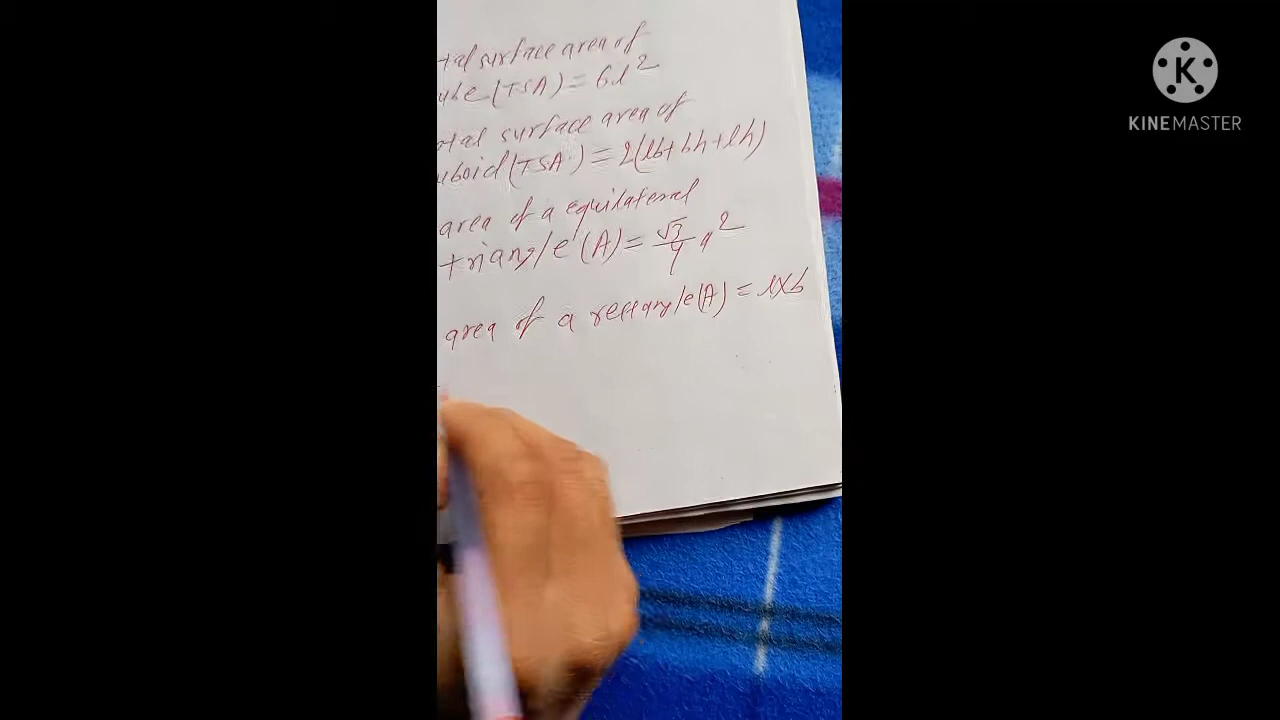 tal surface area of
ube (TSA) = 6l²
otal surface area of
uboid (TSA) = 2(lb+bh+lh)
area of a equilateral
triangle (A) = √3/4 a²
area of a rectangle (A) = l×b
K
KINEMASTER